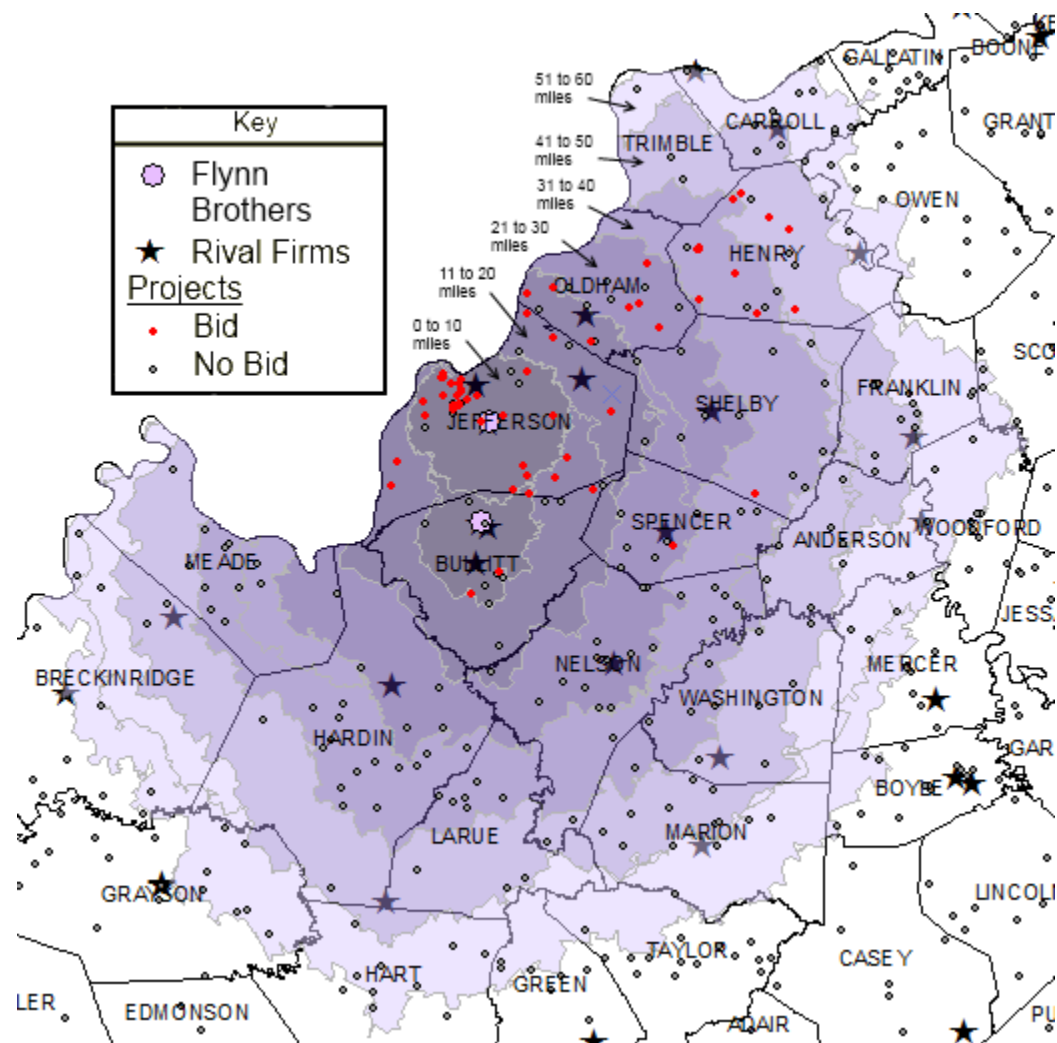 Key
Flynn
Brothers
Rival Firms
Projects
Bid
No Bid
51 to 60
miles
41 to 50
miles
31 to 40
miles
21 to 30
miles
11 to 20
miles
0 to 10
miles
GALLATIN
BOONE
CARROLL
GRANT
TRIMBLE
OWEN
HENRY
OLDHAM
SCO
FRANKLIN
SHELBY
JEFFERSON
SPENCER
WOODFORD
ANDERSON
MEADE
BULLITT
JESSA
NELSON
MERCER
BRECKINRIDGE
WASHINGTON
HARDIN
GAR
BOYLE
LARUE
MARION
GRAYSON
LINCOLN
TAYLOR
CASEY
HART
GREEN
LER
EDMONSON
ADAIR
PU